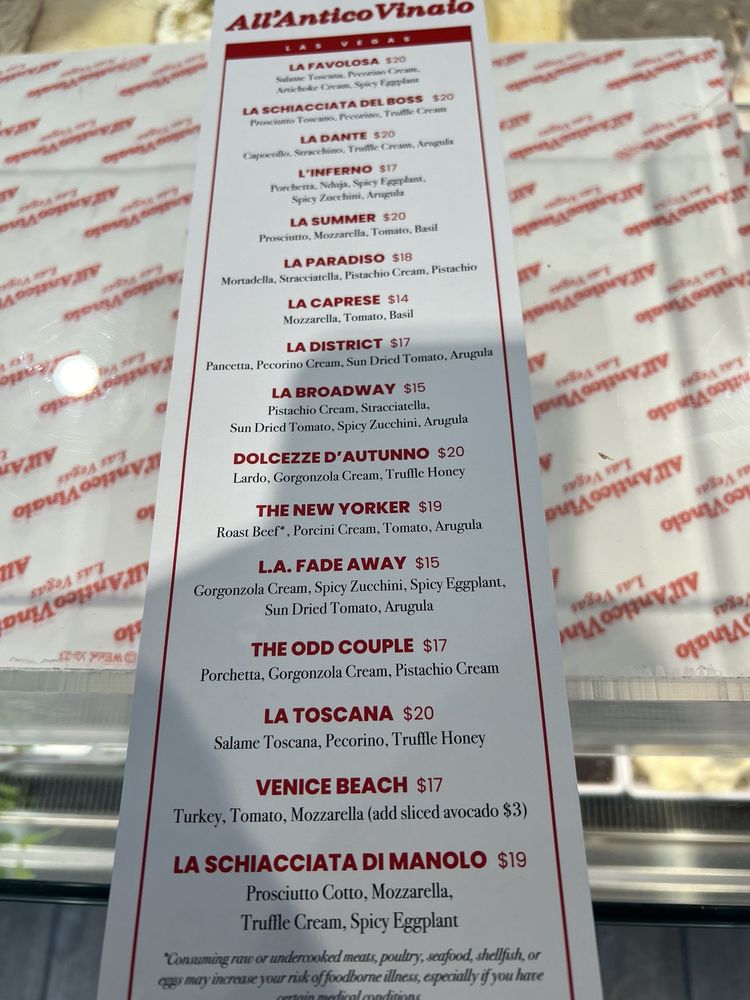 All'Antico Vinaio
LAS VEGAS
LA FAVOLOSA $20
Salame Toscana, Pecorino Cream,
Artichoke Cream, Spicy Eggplant
LA SCHIACCIATA DEL BOSS $20
Prosciutto Toscano, Pecorino, Truffle Cream
LA DANTE $20
Capocollo, Stracchino, Truffle Cream, Arugula
L'INFERNO $17
Porchetta, Nduja, Spicy Eggplant,
Spicy Zucchini, Arugula
LA SUMMER $20
Prosciutto, Mozzarella, Tomato, Basil
LA PARADISO $18
Mortadella, Stracciatella, Pistachio Cream, Pistachio
LA CAPRESE $14
Mozzarella, Tomato, Basil
LA DISTRICT $17
Pancetta, Pecorino Cream, Sun Dried Tomato, Arugula
LA BROADWAY $15
Pistachio Cream, Stracciatella,
Sun Dried Tomato, Spicy Zucchini, Arugula
DOLCEZZE D'AUTUNNO $20
Lardo, Gorgonzola Cream, Truffle Honey
THE NEW YORKER $19
Roast Beef*, Porcini Cream, Tomato, Arugula
L.A. FADE AWAY $15
Gorgonzola Cream, Spicy Zucchini, Spicy Eggplant,
Sun Dried Tomato, Arugula
THE ODD COUPLE $17
Porchetta, Gorgonzola Cream, Pistachio Cream
LA TOSCANA $20
Salame Toscana, Pecorino, Truffle Honey
VENICE BEACH $17
Turkey, Tomato, Mozzarella (add sliced avocado $3)
LA SCHIACCIATA DI MANOLO $19
Prosciutto Cotto, Mozzarella,
Truffle Cream, Spicy Eggplant
*Consuming raw or undercooked meats, poultry, seafood, shellfish, or
eggs may increase your risk of foodborne illness, especially if you have
certain medical conditions.
All'Antico Vinaio
Las Vegas